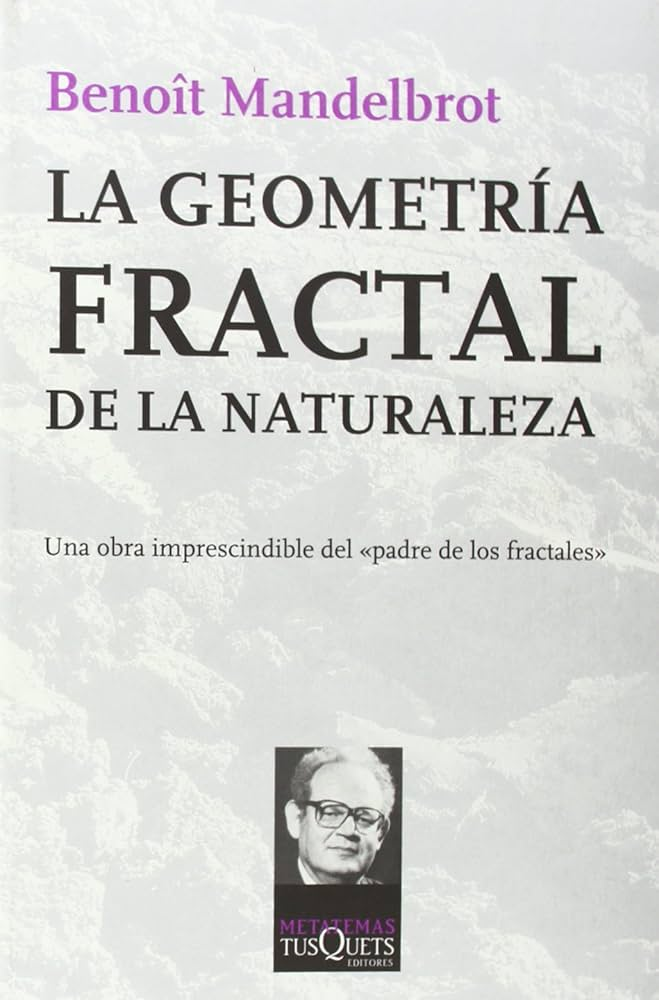 Benoît Mandelbrot
LA GEOMETRÍA
FRACTAL
DE LA NATURALEZA
Una obra imprescindible del «padre de los fractales»
METATEMAS
TUSQUETS
EDITORES